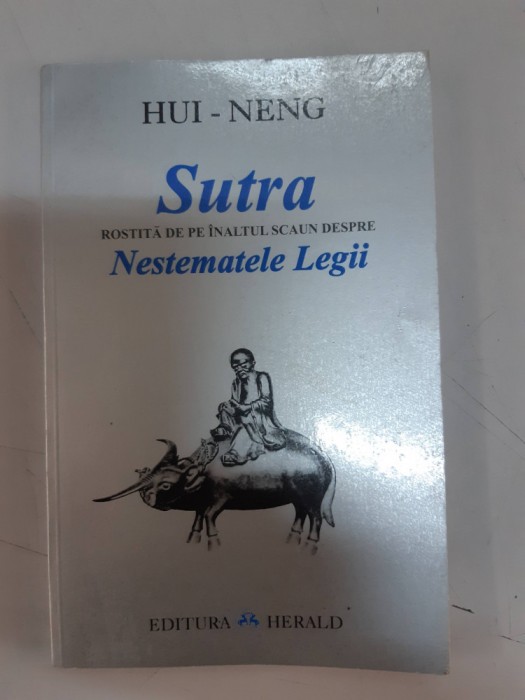 HUI - NENG
Sutra
ROSTITĂ DE PE ÎNALTUL SCAUN DESPRE
Nestematele Legii
EDITURA HERALD